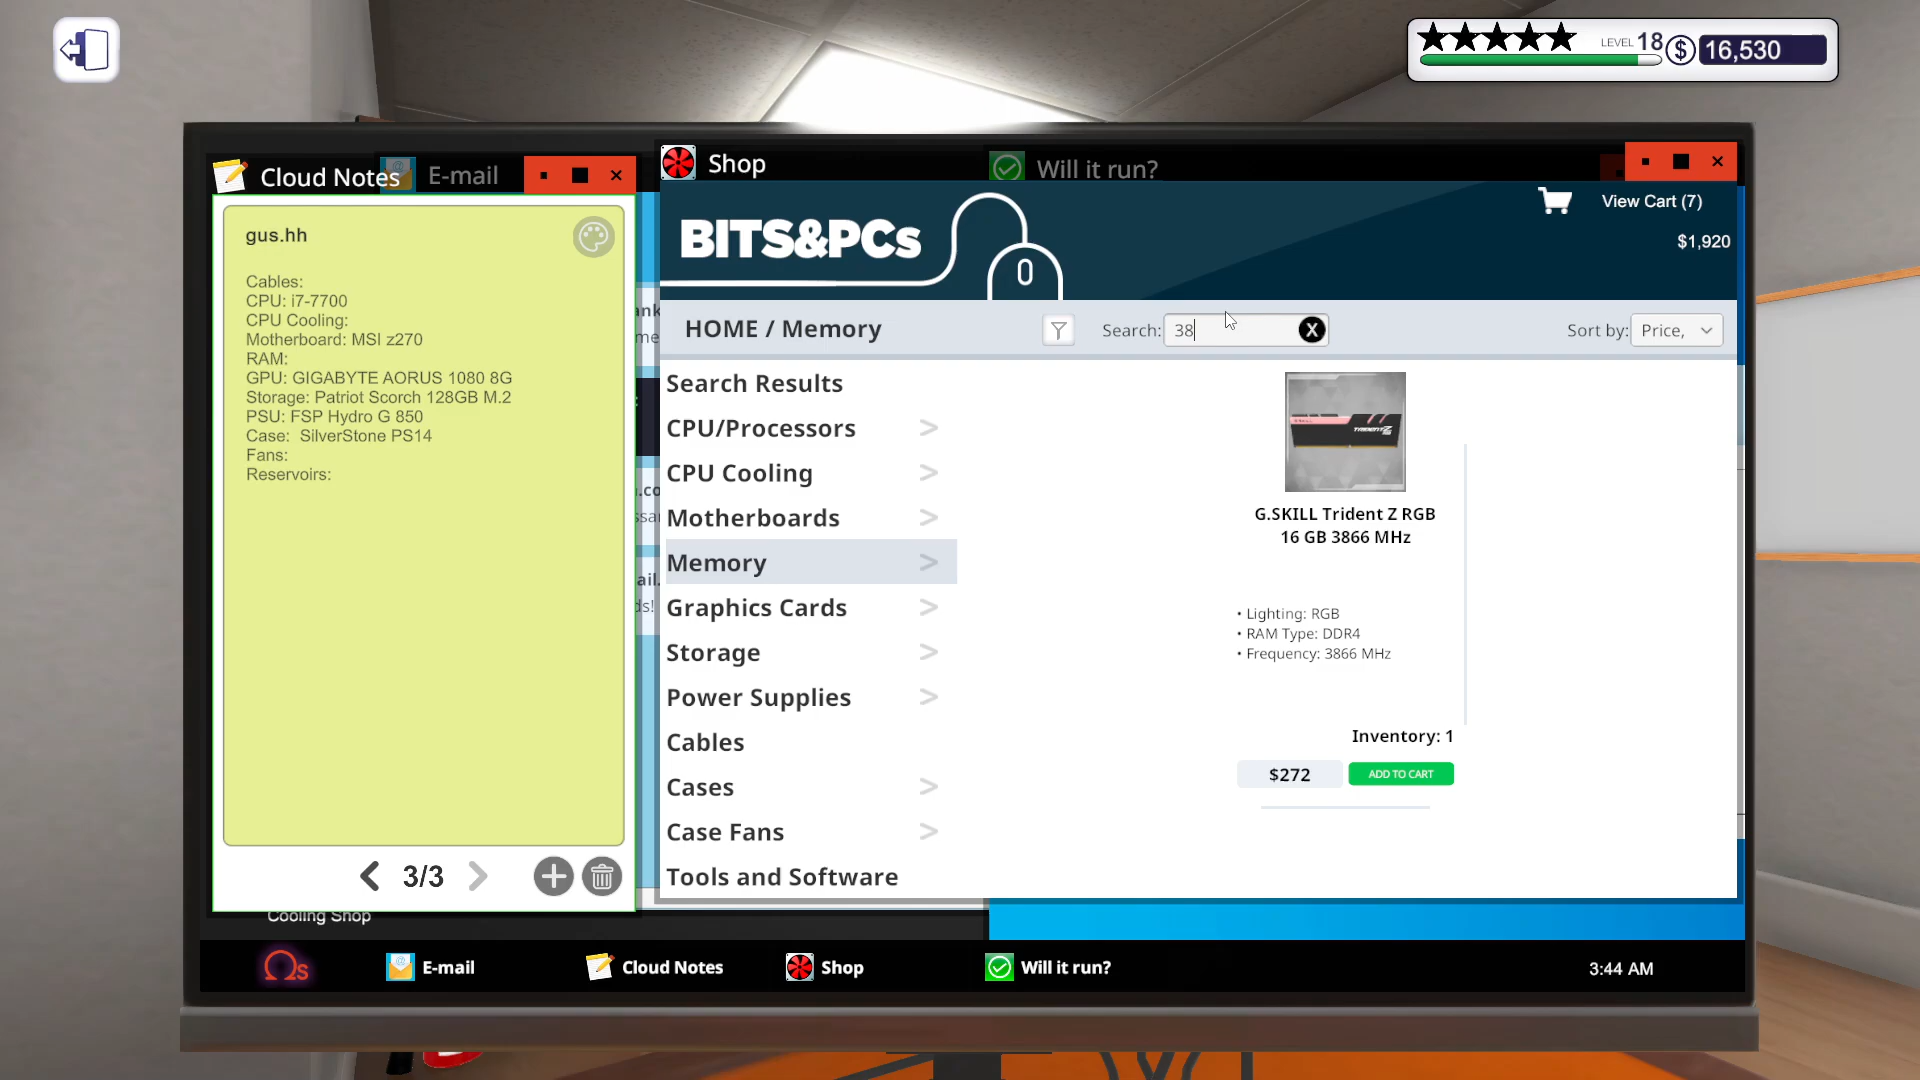 LEVEL 18
$ 16,530
Cloud Notes
E-mail
Shop
Will it run?
gus.hh
Cables:
CPU: i7-7700
CPU Cooling:
Motherboard: MSI z270
RAM:
GPU: GIGABYTE AORUS 1080 8G
Storage: Patriot Scorch 128GB M.2
PSU: FSP Hydro G 850
Case:  SilverStone PS14
Fans:
Reservoirs:
3/3
BITS&PCs
View Cart (7)
$1,920
HOME / Memory
Search: 38
X
Sort by: Price,
Search Results
CPU/Processors >
CPU Cooling >
Motherboards >
Memory >
Graphics Cards >
Storage >
Power Supplies >
Cables
Cases >
Case Fans >
Tools and Software
TRIDENT Z
G.SKILL Trident Z RGB
16 GB 3866 MHz
• Lighting: RGB
• RAM Type: DDR4
• Frequency: 3866 MHz
Inventory: 1
$272
ADD TO CART
Cooling Shop
Ωs
E-mail
Cloud Notes
Shop
Will it run?
3:44 AM